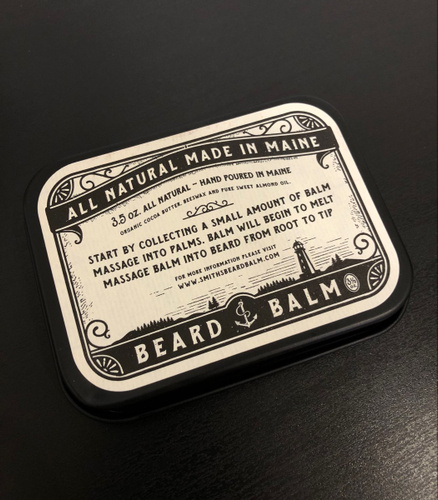 ALL NATURAL MADE IN MAINE
3.5 OZ. ALL NATURAL ~ HAND POURED IN MAINE
ORGANIC COCOA BUTTER, BEESWAX AND PURE SWEET ALMOND OIL.
START BY COLLECTING A SMALL AMOUNT OF BALM
MASSAGE INTO PALMS. BALM WILL BEGIN TO MELT
MASSAGE BALM INTO BEARD FROM ROOT TO TIP
FOR MORE INFORMATION PLEASE VISIT
WWW.SMITHSBEARDBALM.COM
BEARD BALM